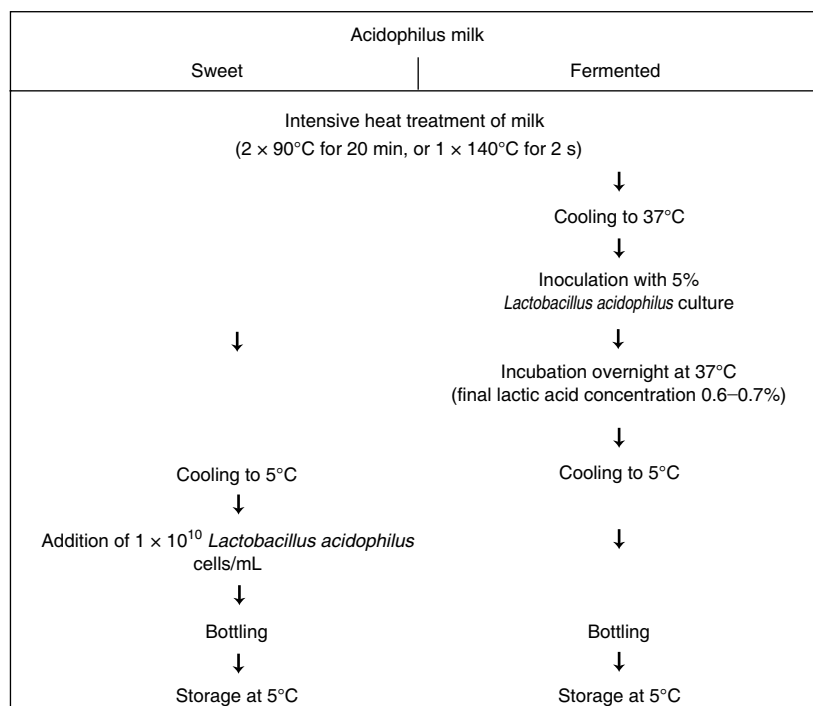 Acidophilus milk
Sweet
Fermented
Intensive heat treatment of milk
(2 × 90°C for 20 min, or 1 × 140°C for 2 s)
↓
Cooling to 37°C
↓
Inoculation with 5%
Lactobacillus acidophilus culture
↓ ↓
Incubation overnight at 37°C
(final lactic acid concentration 0.6–0.7%)
↓
Cooling to 5°C Cooling to 5°C
↓ ↓
Addition of 1 × 10¹⁰ Lactobacillus acidophilus
cells/mL
↓
Bottling Bottling
↓ ↓
Storage at 5°C Storage at 5°C